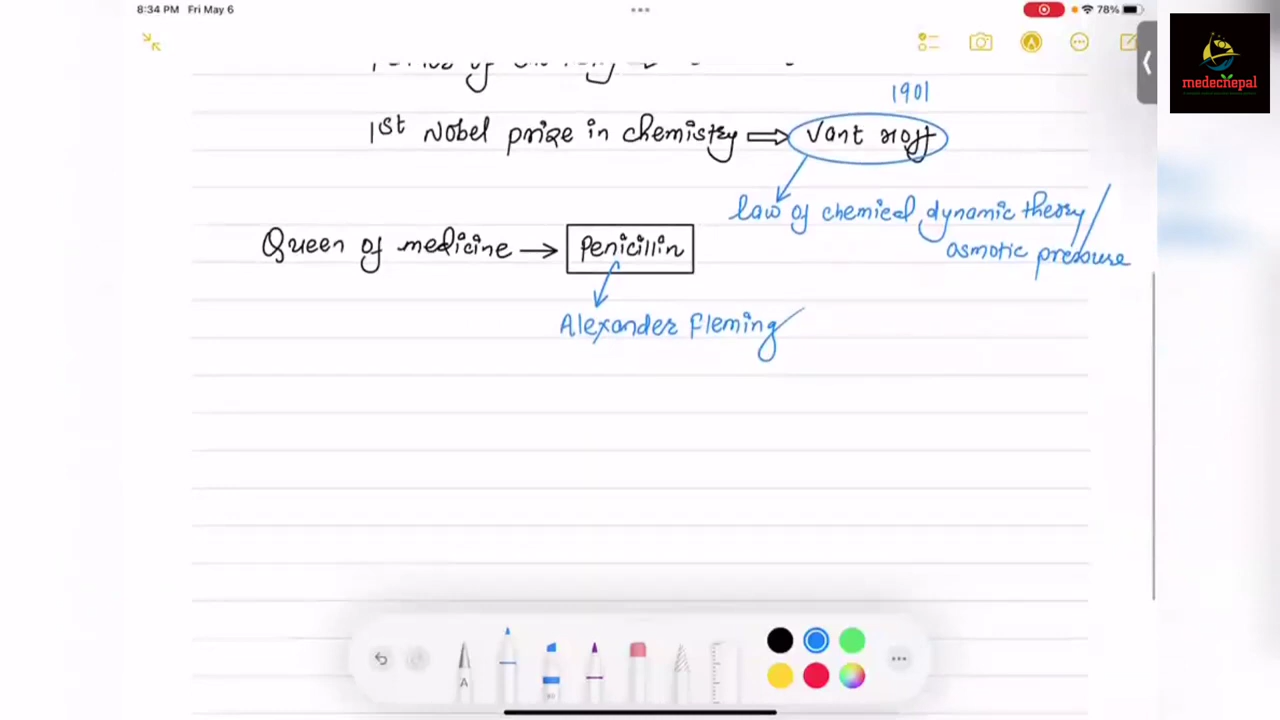 8:34 PM Fri May 6
78%
medecnepal
1901
1st Nobel prize in chemistry ⇒ Vant Hoff
law of chemical dynamic theory/
osmotic pressure
Queen of medicine → Penicillin
Alexander Fleming
A